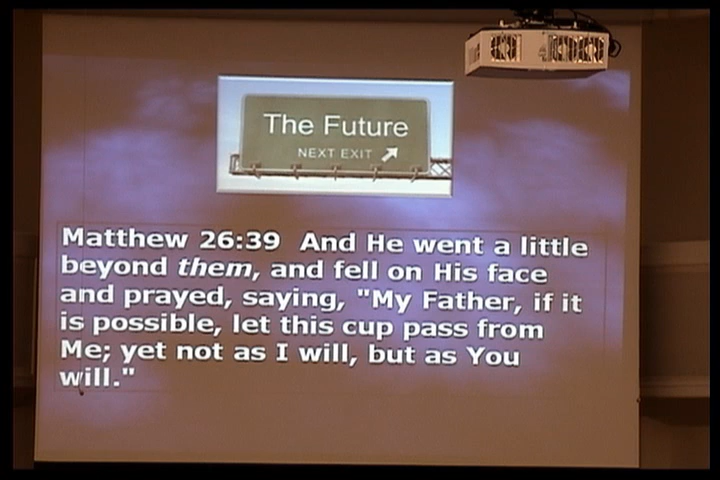 The Future
NEXT EXIT
Matthew 26:39 And He went a little
beyond them, and fell on His face
and prayed, saying, "My Father, if it
is possible, let this cup pass from
Me; yet not as I will, but as You
will."